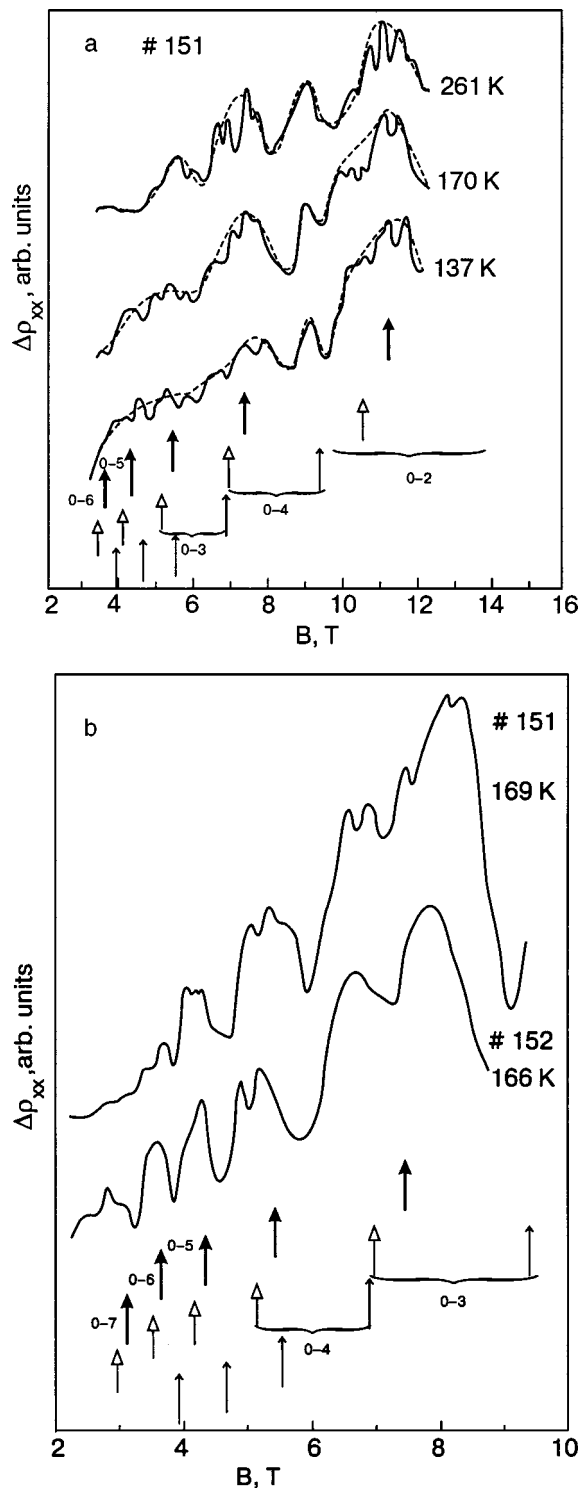 a # 151
261 K
170 K
137 K
Δρxx, arb. units
0–5
0–6
0–2
0–4
0–3
2 4 6 8 10 12 14 16
B, T
b
# 151
169 K
# 152
166 K
Δρxx, arb. units
0–5
0–6
0–7
0–3
0–4
2 4 6 8 10
B, T